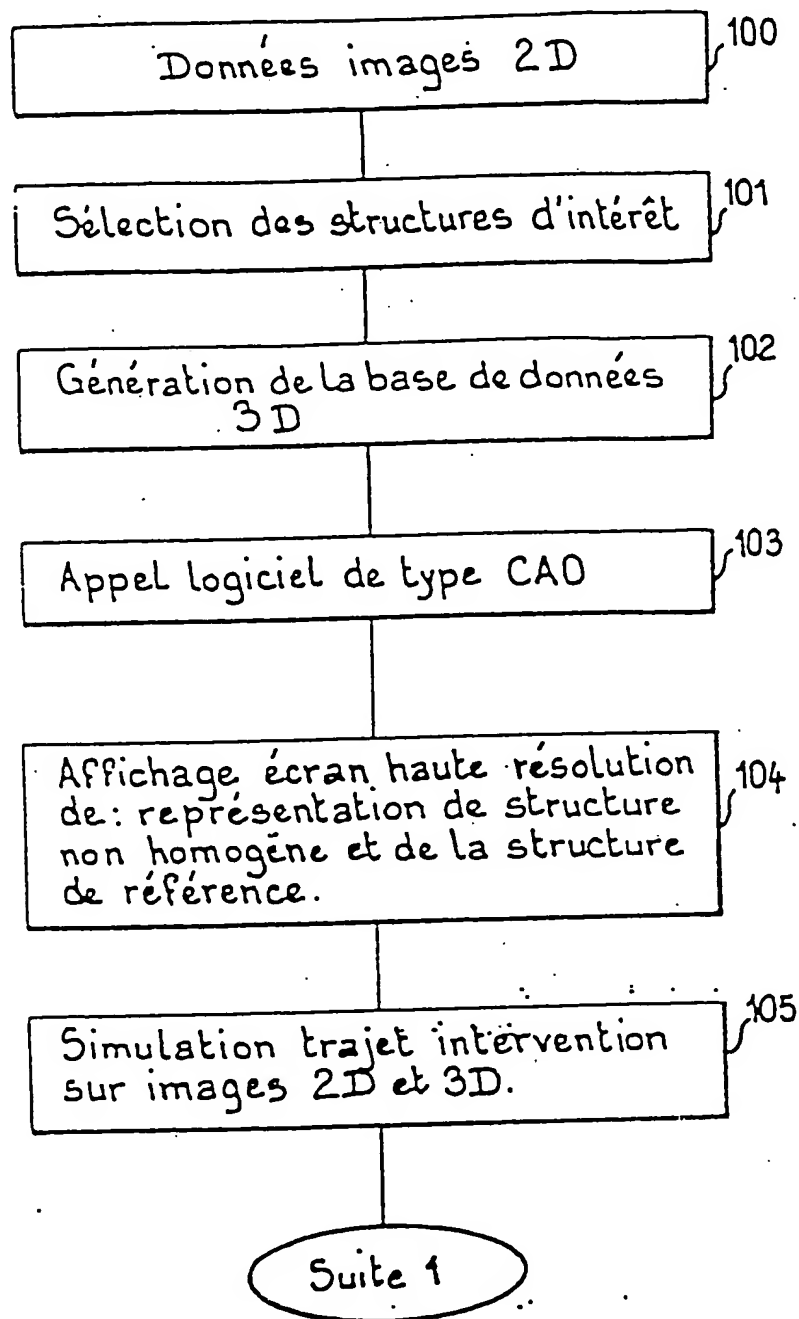 Données images 2D
100
Sélection des structures d'intérêt
101
Génération de la base de données
3D
102
Appel logiciel de type CAO
103
Affichage écran haute résolution
de: représentation de structure
non homogène et de la structure
de référence.
104
Simulation trajet intervention
sur images 2D et 3D.
105
Suite 1